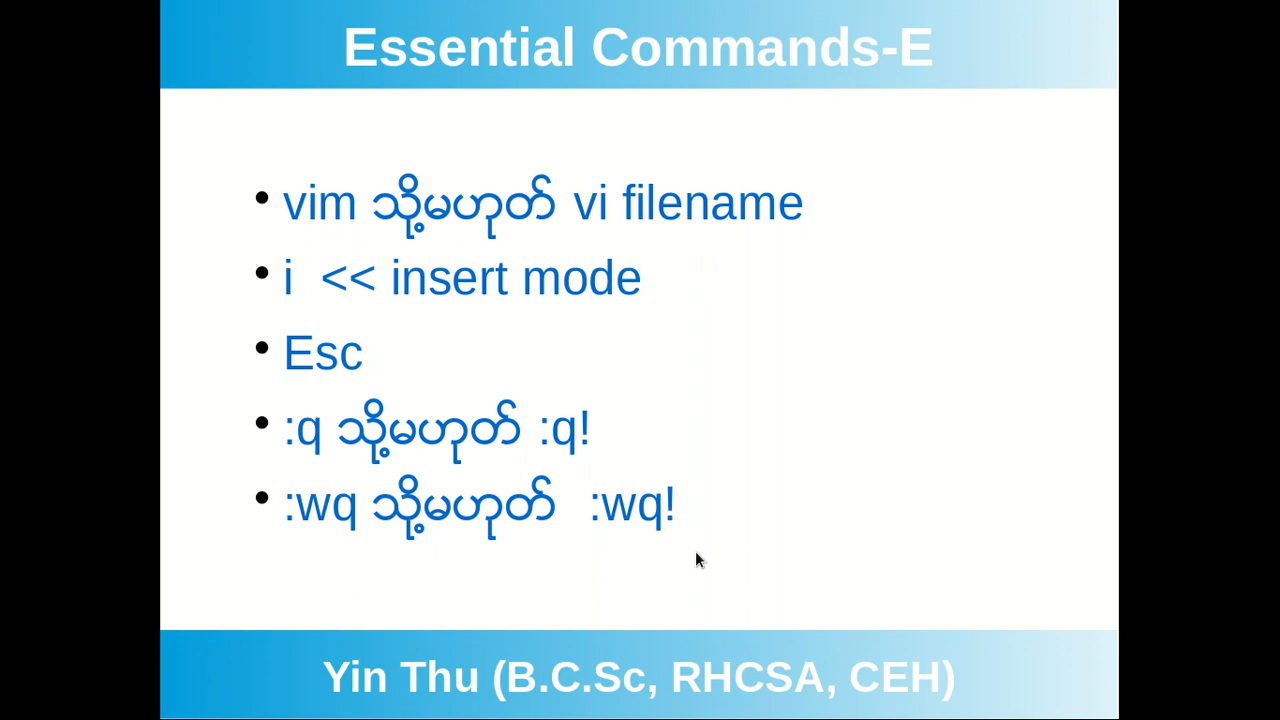 Essential Commands-E
• vim သို့မဟုတ် vi filename
• i << insert mode
• Esc
• :q သို့မဟုတ် :q!
• :wq သို့မဟုတ် :wq!
Yin Thu (B.C.Sc, RHCSA, CEH)